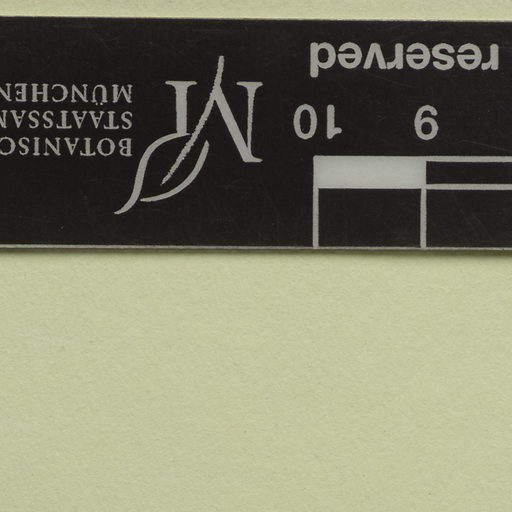 BOTANISC
STAATSSAM
MÜNCHEN
M
9 10
reserved